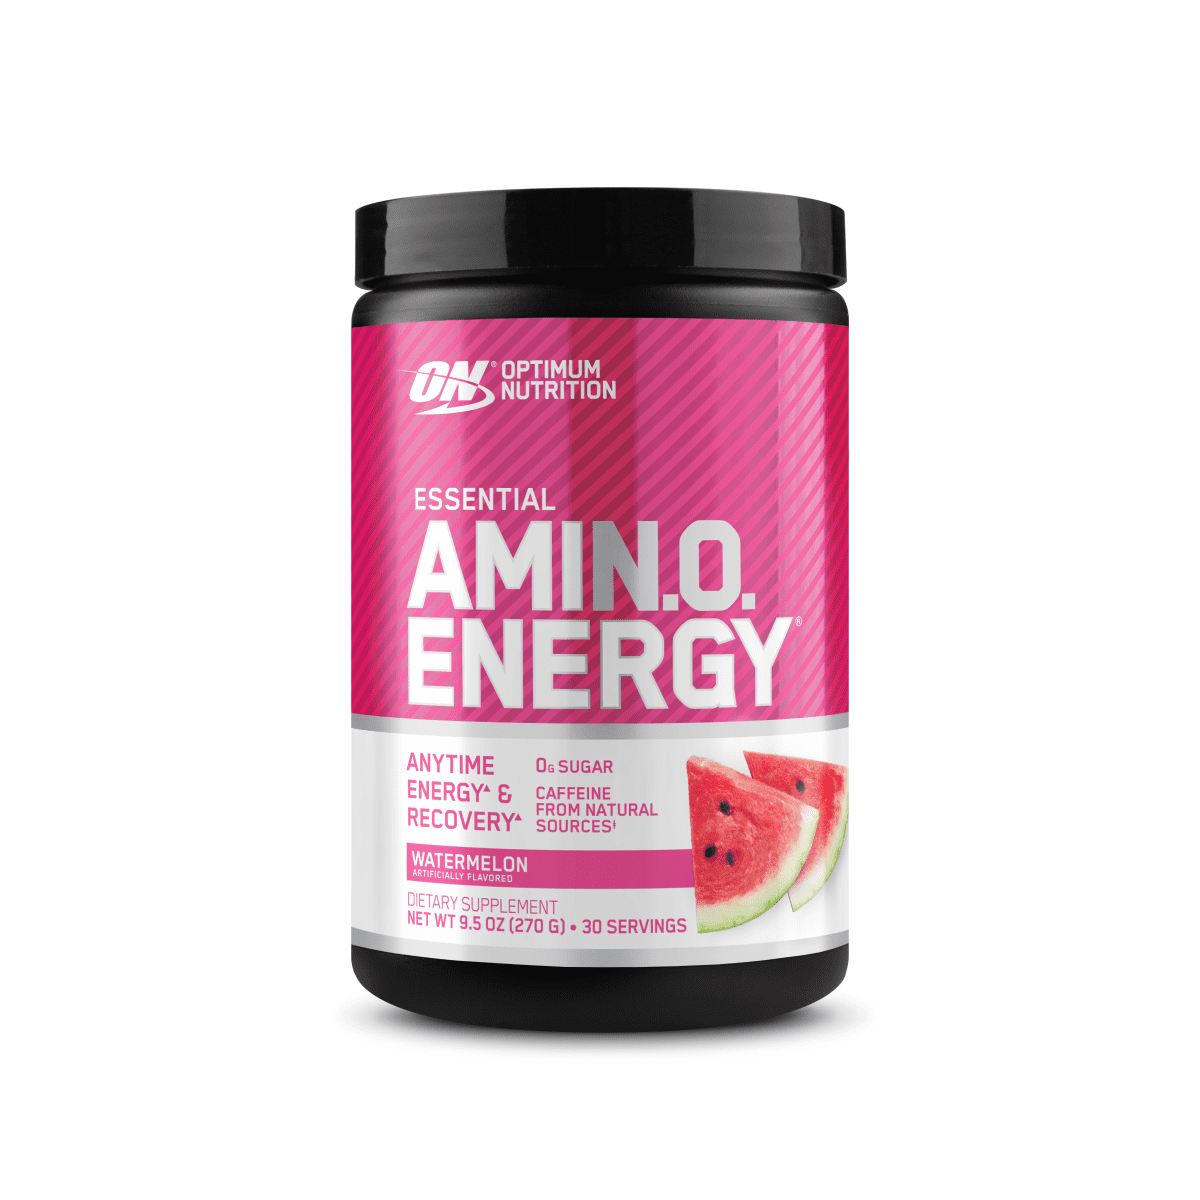 ON® OPTIMUM
NUTRITION
ESSENTIAL
AMIN.O.
ENERGY®
ANYTIME
ENERGY▲ &
RECOVERY▲
0G SUGAR
CAFFEINE
FROM NATURAL
SOURCES‡
WATERMELON
ARTIFICIALLY FLAVORED
DIETARY SUPPLEMENT
NET WT 9.5 OZ (270 G) • 30 SERVINGS